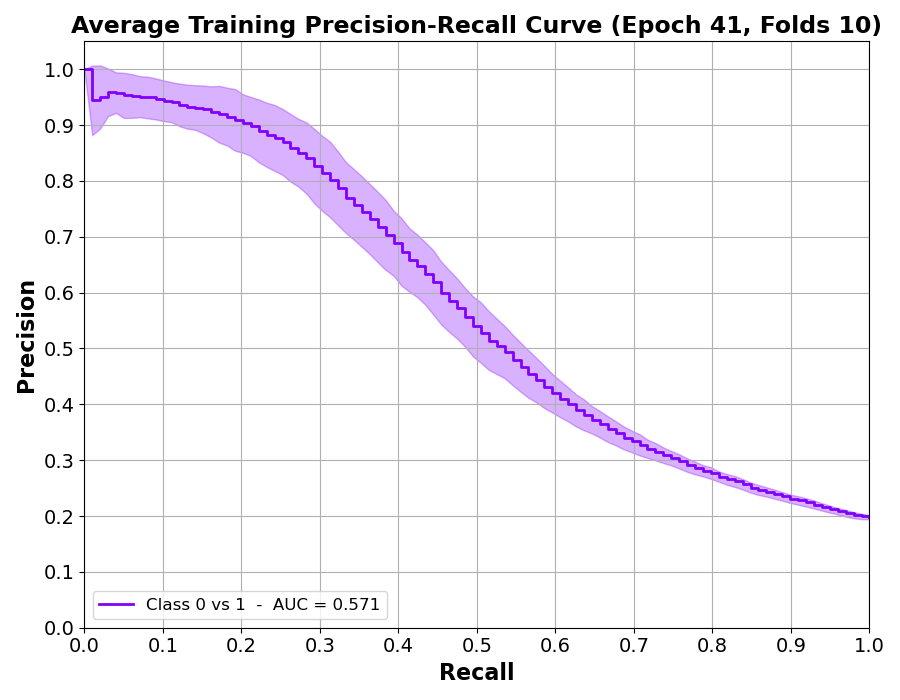 Average Training Precision-Recall Curve (Epoch 41, Folds 10)
1.0
0.9
0.8
0.7
0.6
0.5
0.4
0.3
0.2
0.1
0.0
Precision
Class 0 vs 1 - AUC = 0.571
0.0 0.1 0.2 0.3 0.4 0.5 0.6 0.7 0.8 0.9 1.0
Recall